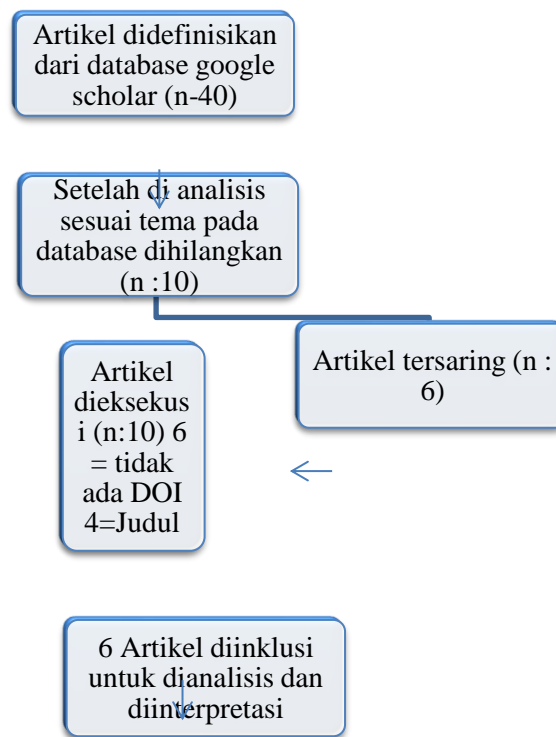 Artikel didefinisikan
dari database google
scholar (n-40)
Setelah di analisis
sesuai tema pada
database dihilangkan
(n :10)
Artikel tersaring (n :
6)
Artikel
dieksekus
i (n:10) 6
= tidak
ada DOI
4=Judul
6 Artikel diinklusi
untuk dianalisis dan
diinterpretasi